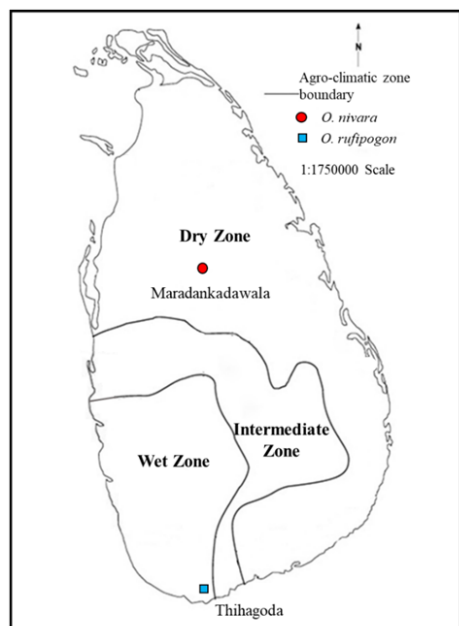 N
Agro-climatic zone
boundary
O. nivara
O. rufipogon
1:1750000 Scale
Dry Zone
Maradankadawala
Intermediate
Zone
Wet Zone
Thihagoda